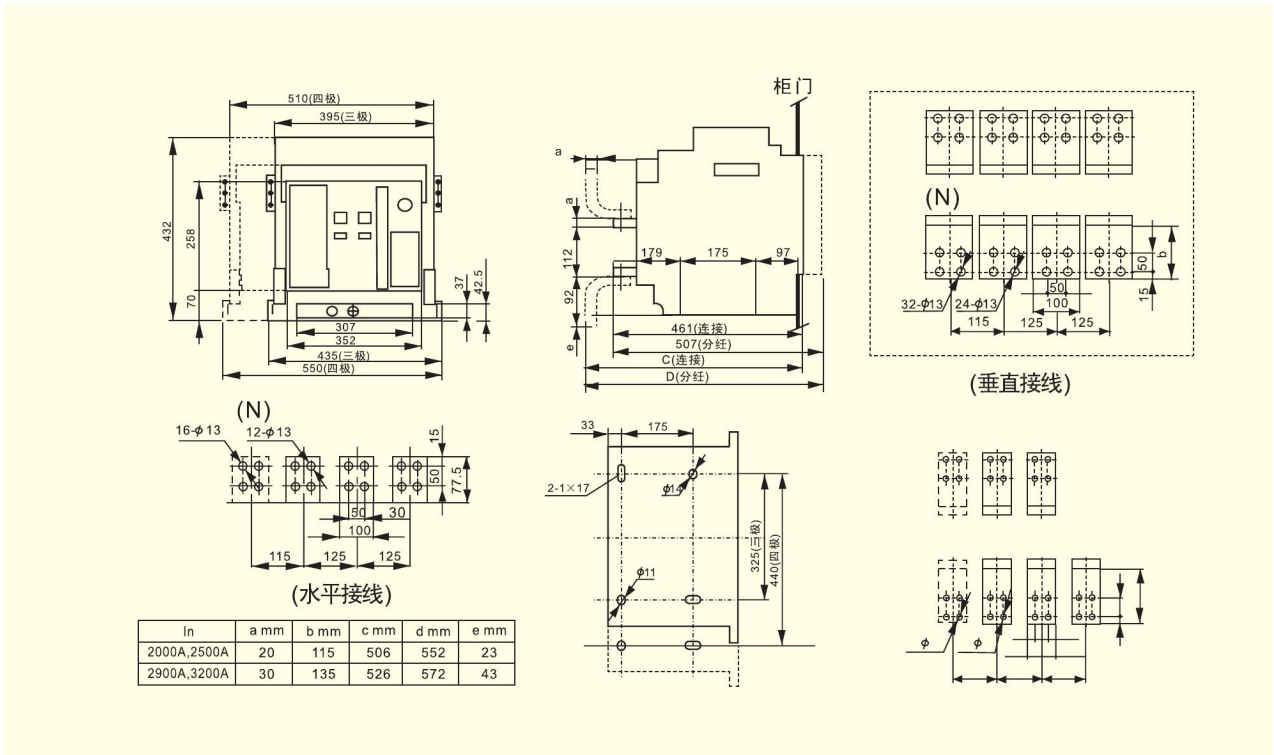 510(四极)
395(三极)
432
258
70
37
42.5
307
352
435(三极)
550(四极)
柜门
a
a
112
92
e
179
175
97
461(连接)
507(分纴)
C(连接)
D(分纴)
(N)
32-ϕ13
24-ϕ13
50
100
115
125
125
b
50
15
(垂直接线)
(N)
16-ϕ13
12-ϕ13
15
50
77.5
50
30
100
115
125
125
(水平接线)
33
175
2-1×17
ϕ14
ϕ11
325(三极)
440(四极)
ϕ
ϕ
In a mm b mm c mm d mm e mm
2000A,2500A 20 115 506 552 23
2900A,3200A 30 135 526 572 43